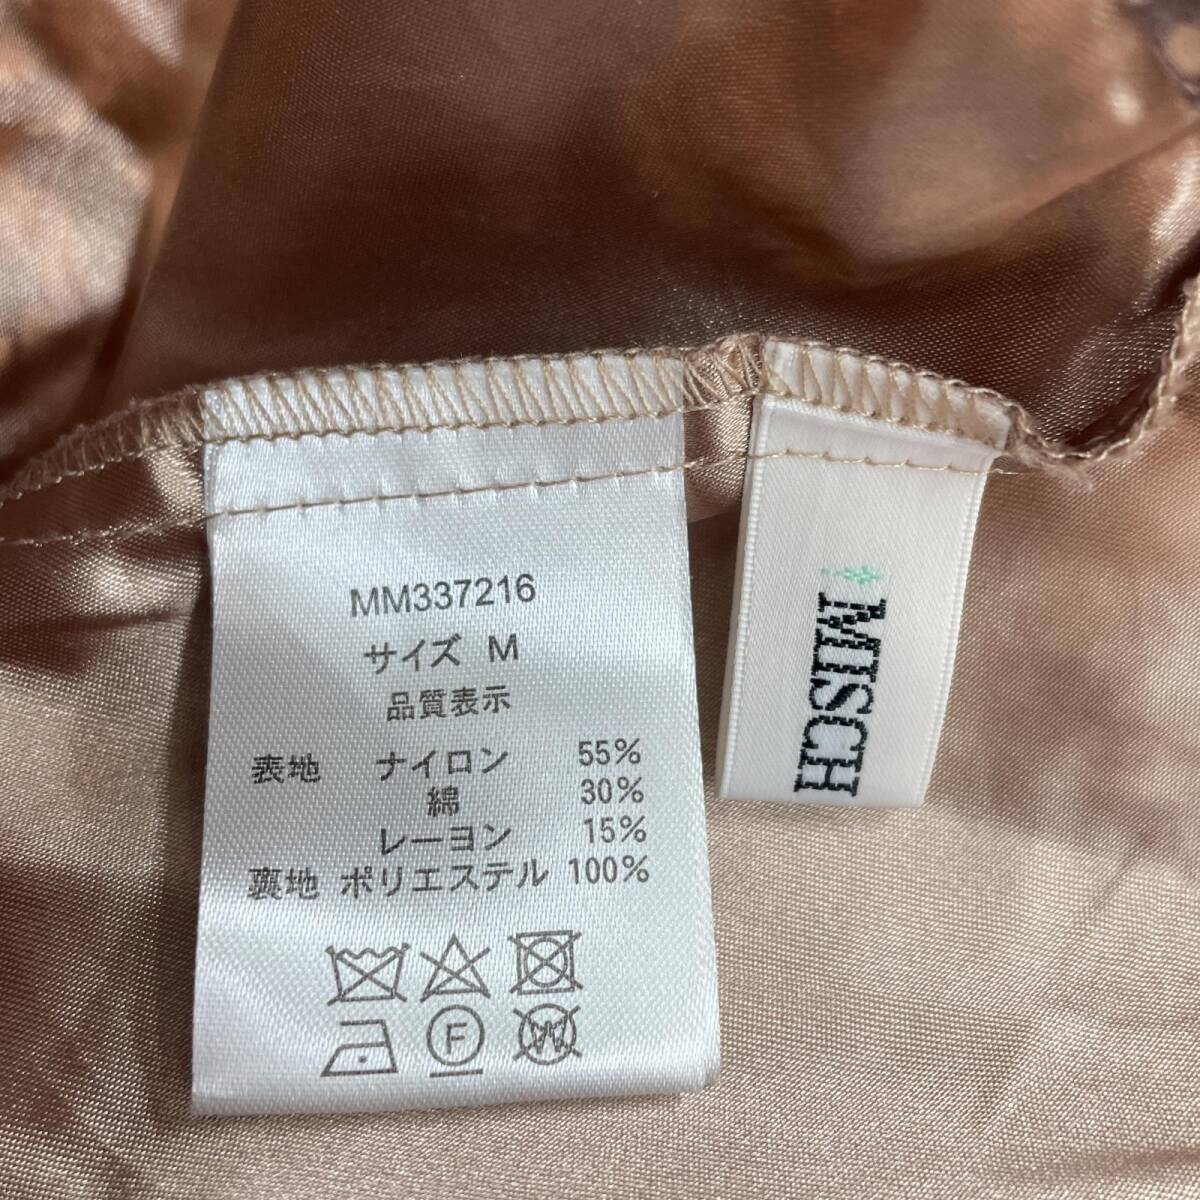 MM337216
サイズ M
品質表示
表地 ナイロン 55%
綿 30%
レーヨン 15%
裏地 ポリエステル 100%
F
W
MISCH